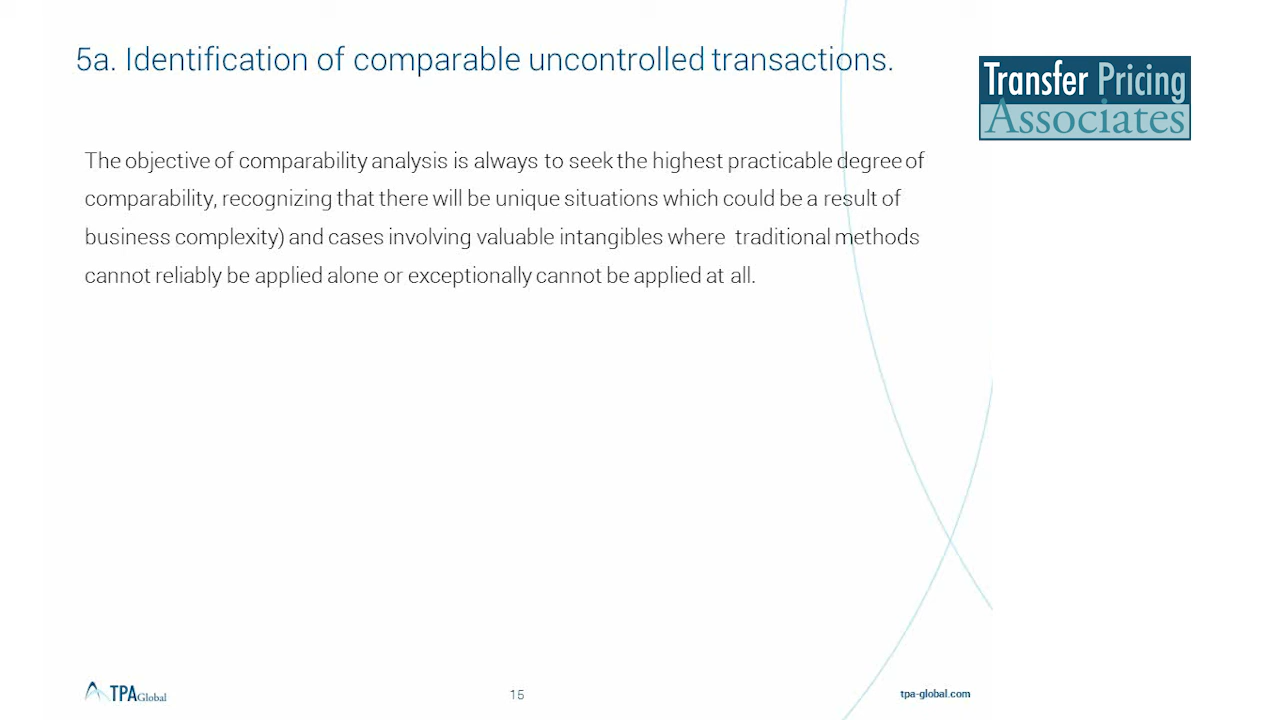 5a. Identification of comparable uncontrolled transactions.
Transfer Pricing
Associates
The objective of comparability analysis is always to seek the highest practicable degree of
comparability, recognizing that there will be unique situations which could be a result of
business complexity) and cases involving valuable intangibles where traditional methods
cannot reliably be applied alone or exceptionally cannot be applied at all.
TPA Global
15
tpa-global.com